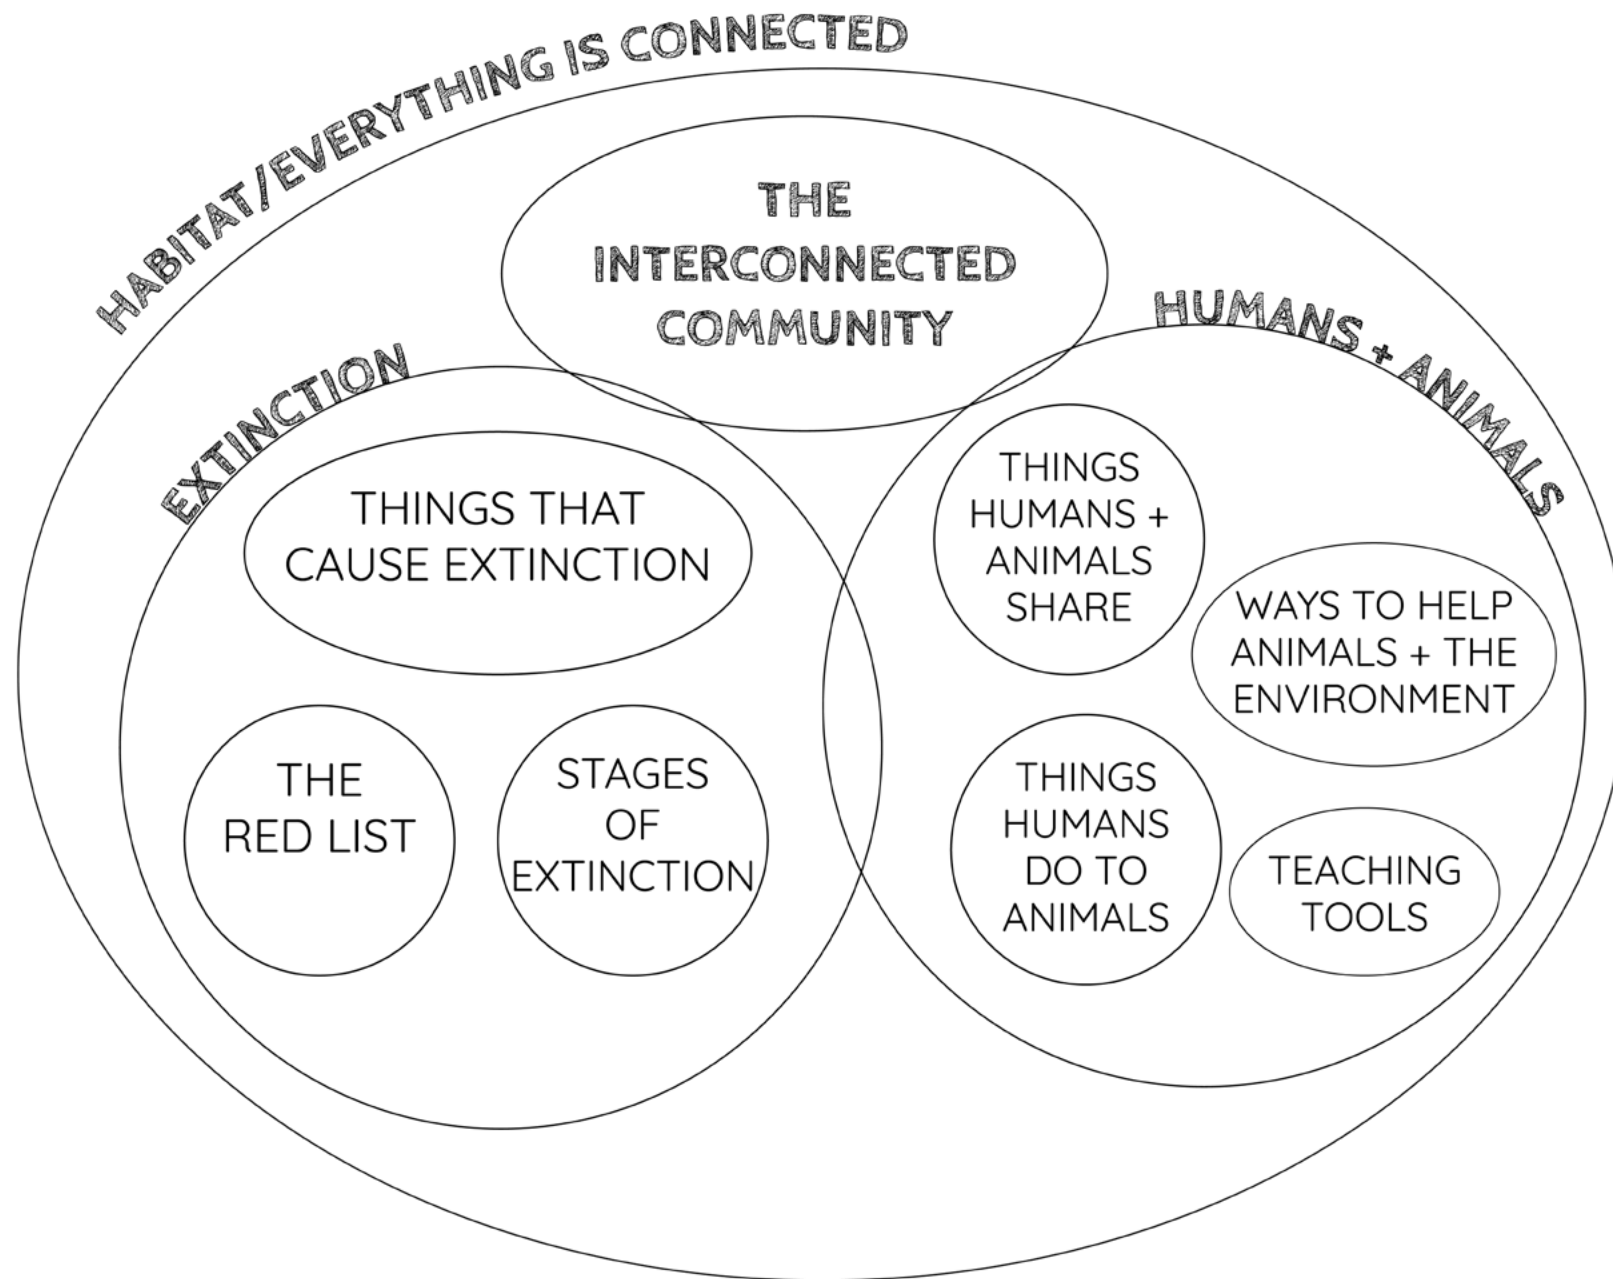 HABITAT/EVERYTHING IS CONNECTED
THE
INTERCONNECTED
COMMUNITY
EXTINCTION
THINGS THAT
CAUSE EXTINCTION
THE
RED LIST
STAGES
OF
EXTINCTION
HUMANS + ANIMALS
THINGS
HUMANS +
ANIMALS
SHARE
WAYS TO HELP
ANIMALS + THE
ENVIRONMENT
THINGS
HUMANS
DO TO
ANIMALS
TEACHING
TOOLS